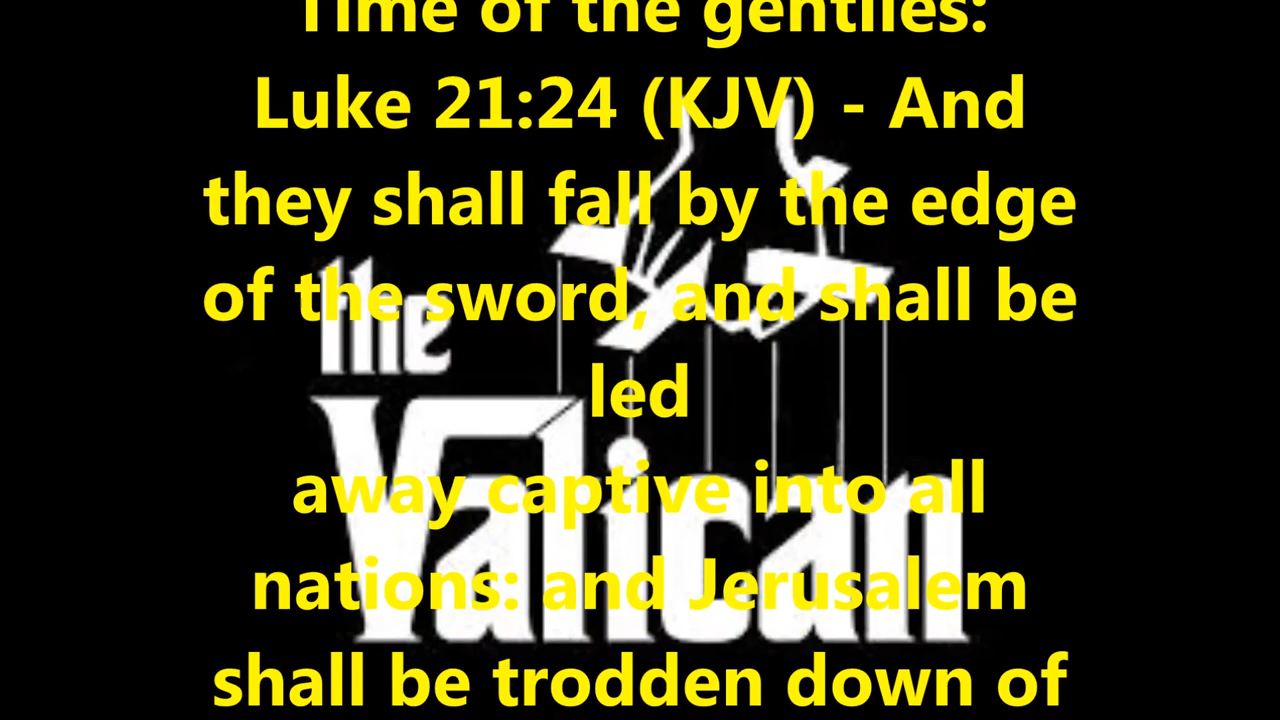 Time of the gentiles:
Luke 21:24 (KJV) - And
they shall fall by the edge
of the sword, and shall be
led
away captive into all
nations: and Jerusalem
shall be trodden down of
the
Vatican